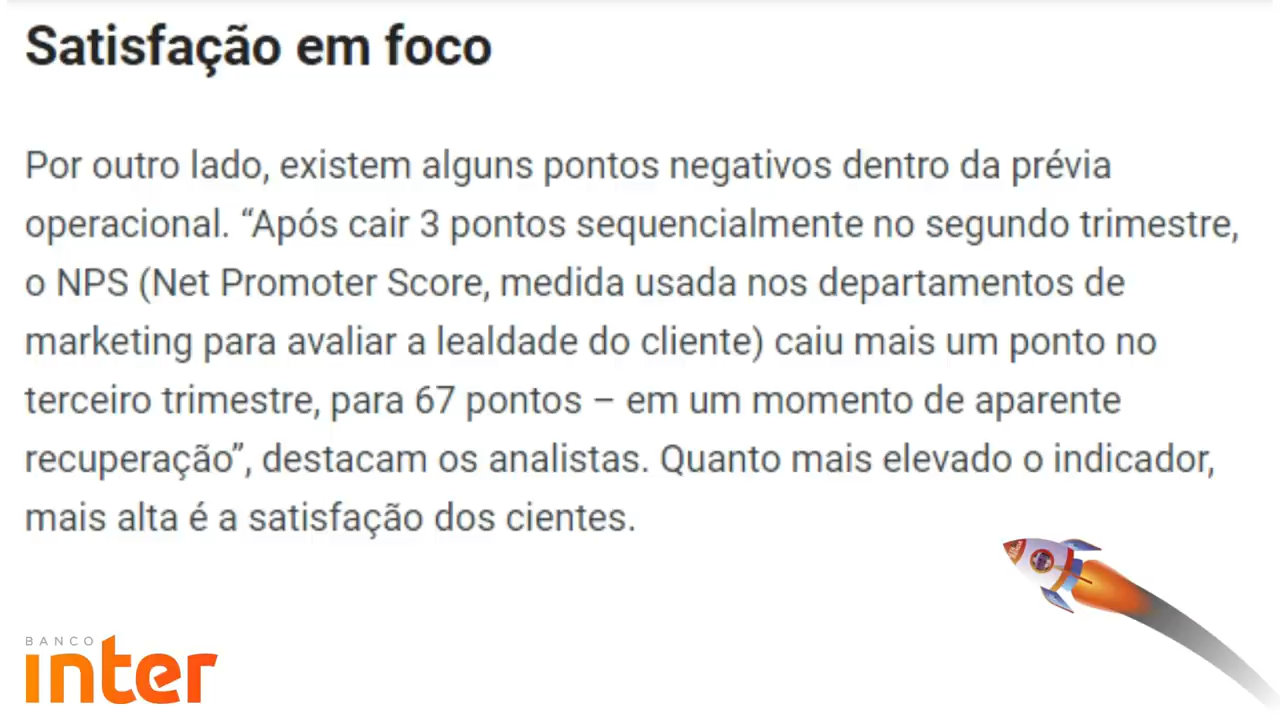 Satisfação em foco
Por outro lado, existem alguns pontos negativos dentro da prévia
operacional. “Após cair 3 pontos sequencialmente no segundo trimestre,
o NPS (Net Promoter Score, medida usada nos departamentos de
marketing para avaliar a lealdade do cliente) caiu mais um ponto no
terceiro trimestre, para 67 pontos – em um momento de aparente
recuperação”, destacam os analistas. Quanto mais elevado o indicador,
mais alta é a satisfação dos cientes.
BANCO
inter